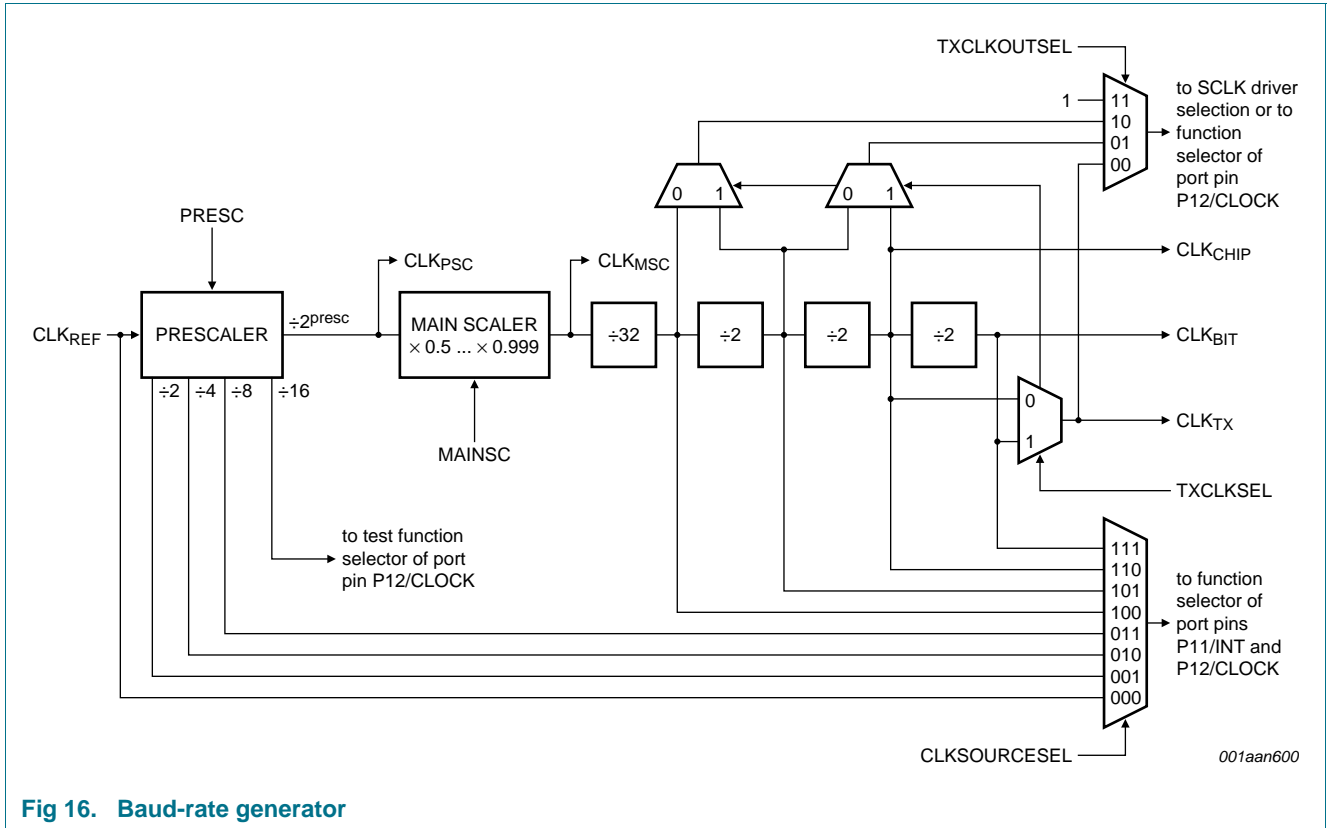 TXCLKOUTSEL
1
11
10
01
00
to SCLK driver
selection or to
function
selector of
port pin
P12/CLOCK
0 1
0 1
PRESC
CLKPSC
CLKMSC
CLKCHIP
CLKREF
PRESCALER
÷2presc
MAIN SCALER
× 0.5 ... × 0.999
÷32
÷2
÷2
÷2
CLKBIT
÷2
÷4
÷8
÷16
0
1
CLKTX
MAINSC
TXCLKSEL
to test function
selector of port
pin P12/CLOCK
111
110
101
100
011
010
001
000
to function
selector of
port pins
P11/INT and
P12/CLOCK
CLKSOURCESEL
001aan600
Fig 16. Baud-rate generator